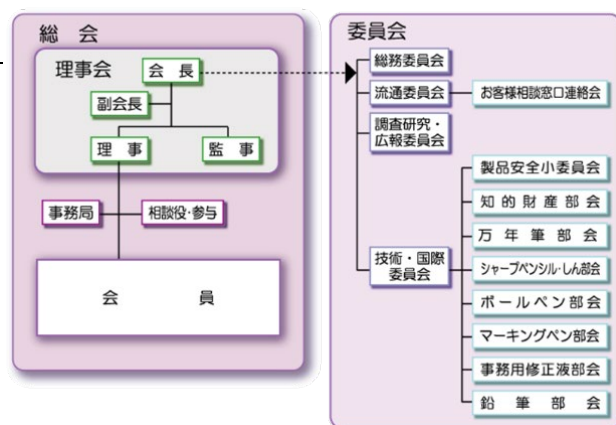 総 会
理事会
会 長
副会長
理 事
監 事
事務局
相談役・参与
会 員
委員会
総務委員会
流通委員会
お客様相談窓口連絡会
調査研究・
広報委員会
技術・国際
委員会
製品安全小委員会
知的財産部会
万年筆部会
シャープペンシル・しん部会
ボールペン部会
マーキングペン部会
事務用修正液部会
鉛筆部会